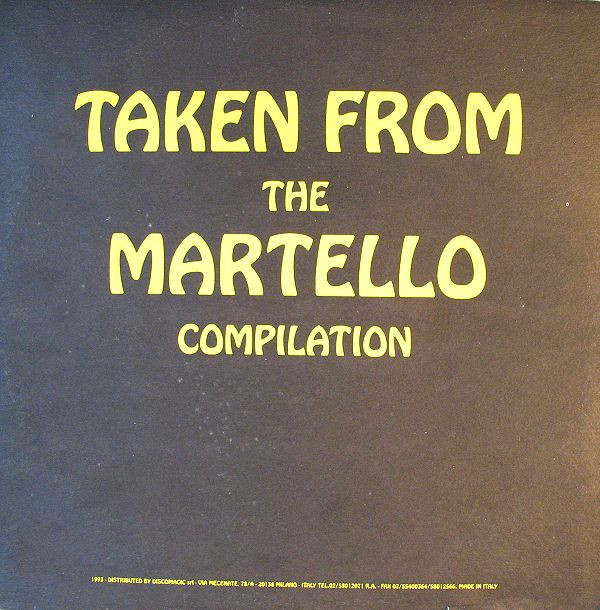 TAKEN FROM
THE
MARTELLO
COMPILATION
1993 - DISTRIBUTED BY DISCOMAGIC srl - VIA MECENATE, 78/A - 20138 MILANO - ITALY TEL.02/58012071 R.A. - FAX 02/55400364/58012566. MADE IN ITALY